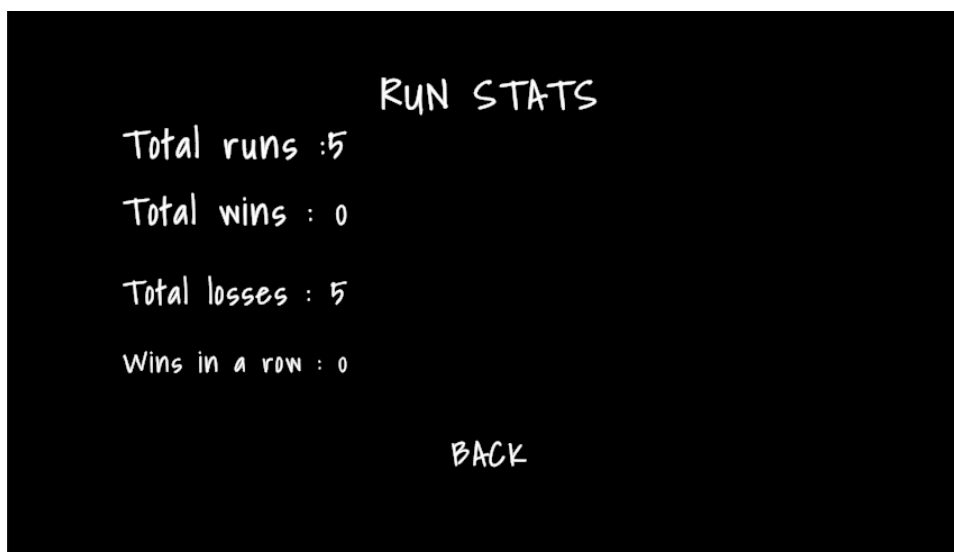 RUN STATS
Total runs :5
Total wins : 0
Total losses : 5
Wins in a row : 0
BACK